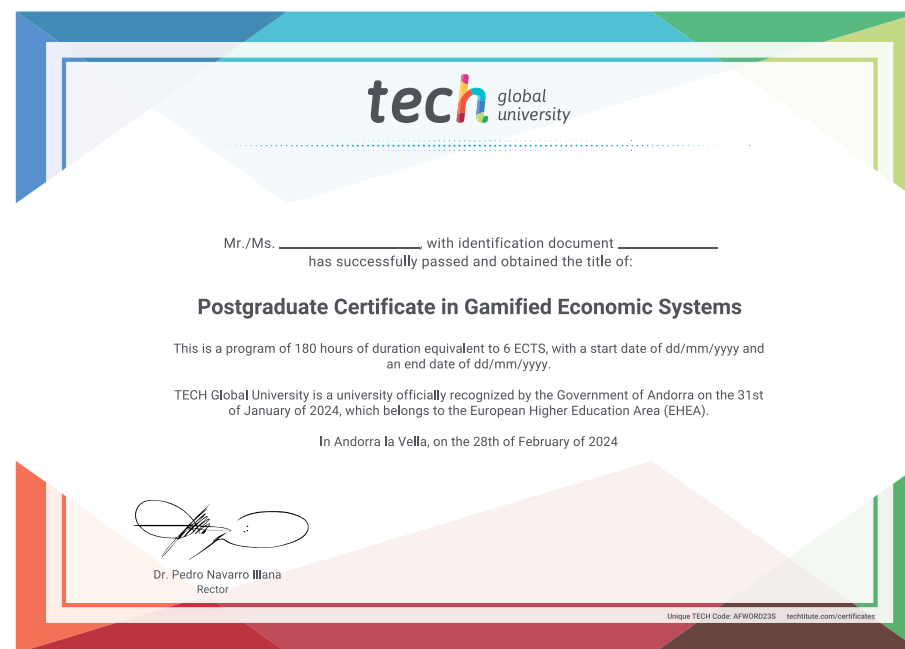 tech global
university
Mr./Ms. ____________, with identification document ____________
has successfully passed and obtained the title of:
Postgraduate Certificate in Gamified Economic Systems
This is a program of 180 hours of duration equivalent to 6 ECTS, with a start date of dd/mm/yyyy and
an end date of dd/mm/yyyy.
TECH Global University is a university officially recognized by the Government of Andorra on the 31st
of January of 2024, which belongs to the European Higher Education Area (EHEA).
In Andorra la Vella, on the 28th of February of 2024
Dr. Pedro Navarro Illana
Rector
Unique TECH Code: AFWORD23S techtitute.com/certificates